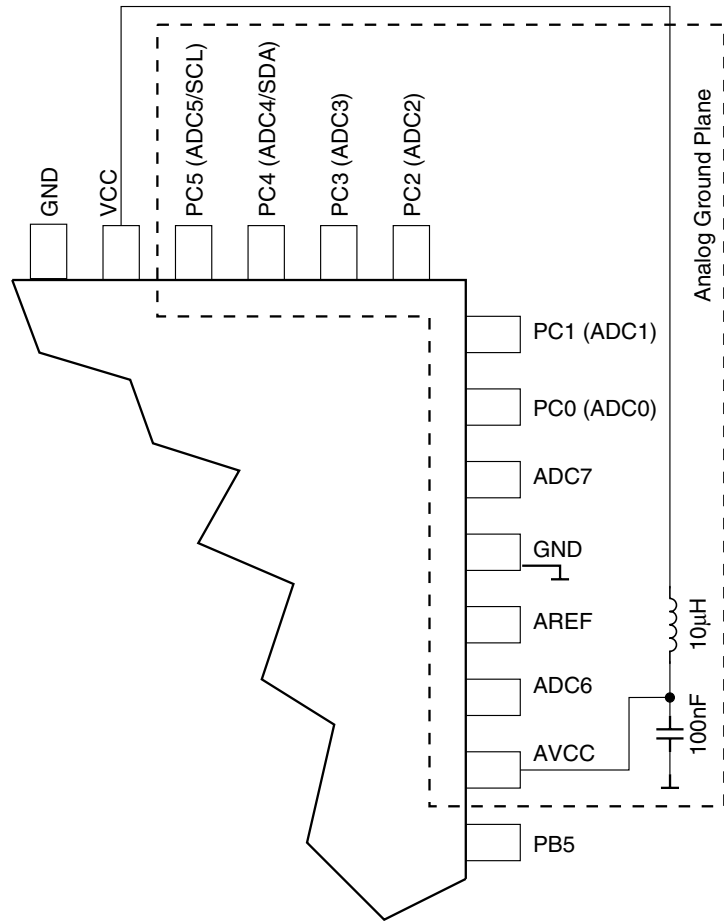 GND
VCC
PC5 (ADC5/SCL)
PC4 (ADC4/SDA)
PC3 (ADC3)
PC2 (ADC2)
Analog Ground Plane
PC1 (ADC1)
PC0 (ADC0)
ADC7
GND
AREF
ADC6
AVCC
PB5
10µH
100nF